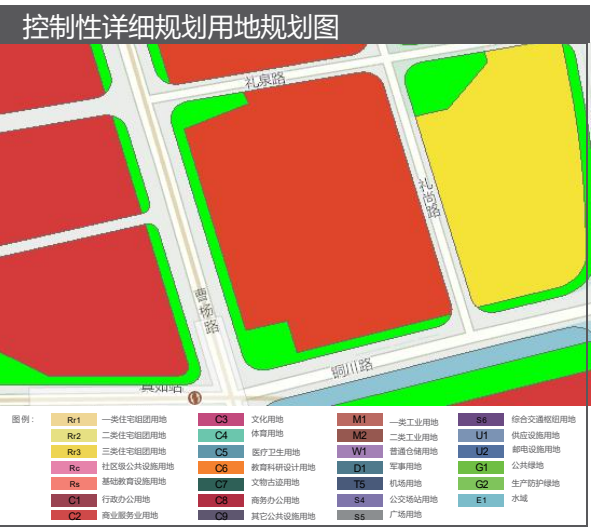 控制性详细规划用地规划图
礼泉路
礼尚路
曹杨路
铜川路
真如站
图例:
Rr1 一类住宅组团用地
Rr2 二类住宅组团用地
Rr3 三类住宅组团用地
Rc 社区级公共设施用地
Rs 基础教育设施用地
C1 行政办公用地
C2 商业服务业用地
C3 文化用地
C4 体育用地
C5 医疗卫生用地
C6 教育科研设计用地
C7 文物古迹用地
C8 商务办公用地
C9 其它公共设施用地
M1 一类工业用地
M2 二类工业用地
W1 普通仓储用地
D1 军事用地
T5 机场用地
S4 公交场站用地
S5 广场用地
S6 综合交通枢纽用地
U1 供应设施用地
U2 邮电设施用地
G1 公共绿地
G2 生产防护绿地
E1 水域